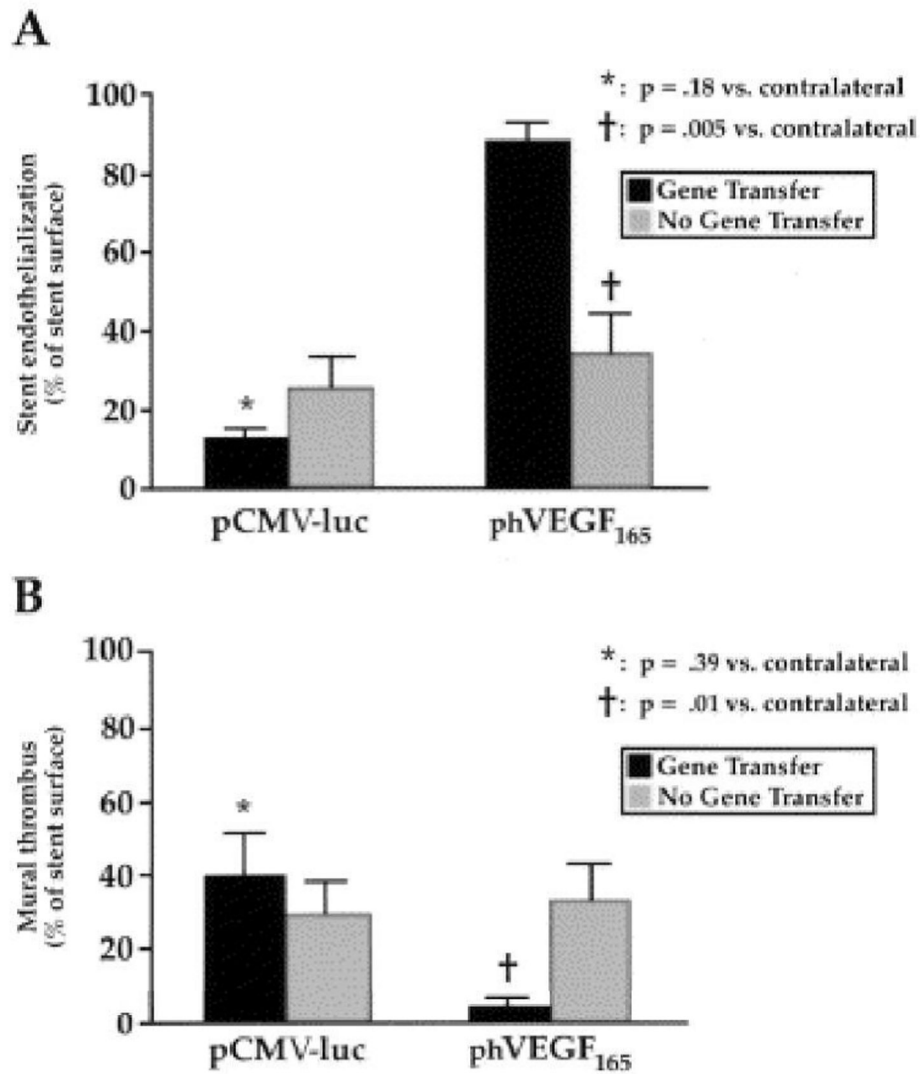 A
100
80
60
40
20
0
Stent endothelialization
(% of stent surface)
*: p = .18 vs. contralateral
†: p = .005 vs. contralateral
Gene Transfer
No Gene Transfer
*
†
pCMV-luc
phVEGF165
B
100
80
60
40
20
0
Mural thrombus
(% of stent surface)
*: p = .39 vs. contralateral
†: p = .01 vs. contralateral
Gene Transfer
No Gene Transfer
*
†
pCMV-luc
phVEGF165